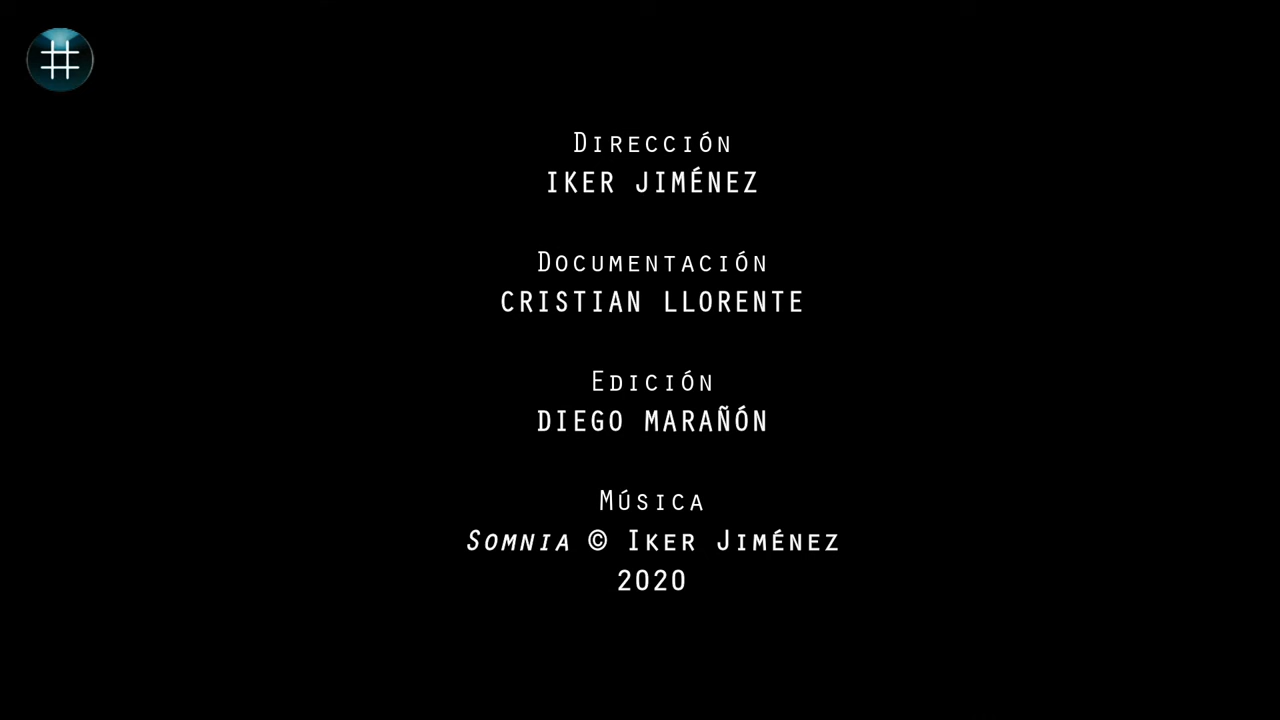 #
Dirección
IKER JIMÉNEZ
Documentación
CRISTIAN LLORENTE
Edición
DIEGO MARAÑÓN
Música
Somnia © Iker Jiménez
2020